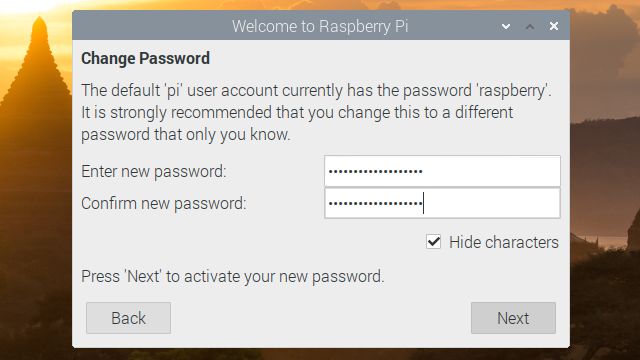 Welcome to Raspberry Pi
Change Password
The default 'pi' user account currently has the password 'raspberry'.
It is strongly recommended that you change this to a different
password that only you know.
Enter new password: •••••••••••••••••••
Confirm new password: •••••••••••••••••••
Hide characters
Press 'Next' to activate your new password.
Back Next